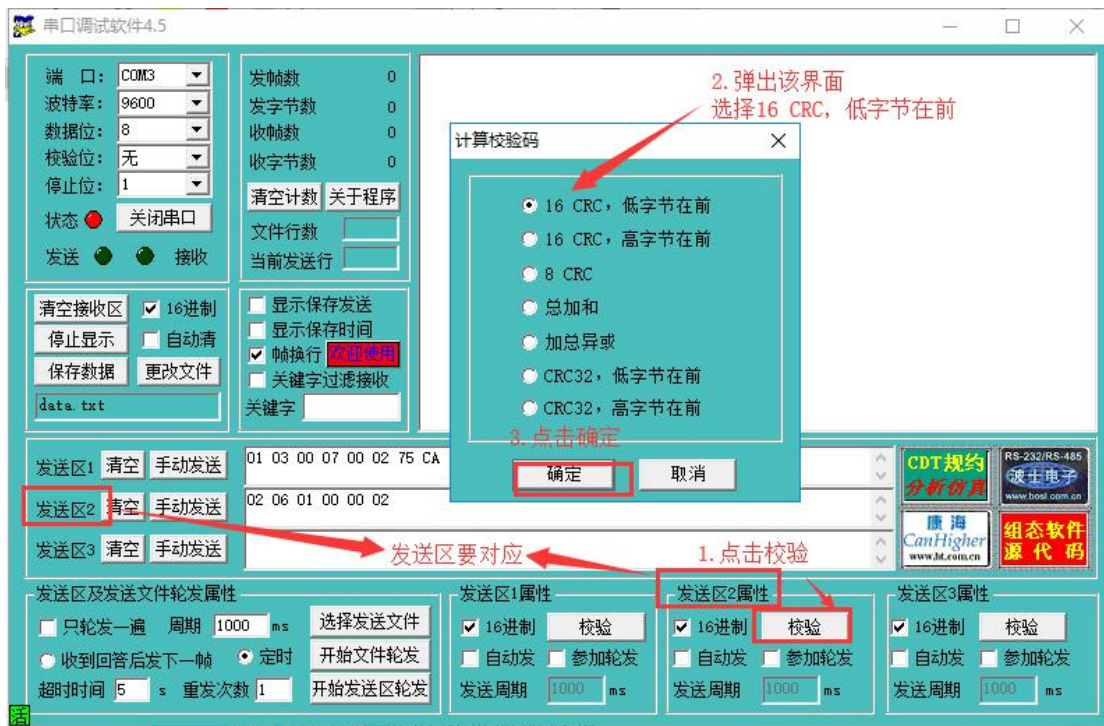 串口调试软件4.5
端 口： COM3
波特率： 9600
数据位： 8
校验位： 无
停止位： 1
状态 关闭串口
发送 接收
发帧数 0
发字节数 0
收帧数 0
收字节数 0
清空计数 关于程序
文件行数
当前发送行
2.弹出该界面
选择16 CRC，低字节在前
计算校验码
16 CRC，低字节在前
16 CRC，高字节在前
8 CRC
总加和
加总异或
CRC32，低字节在前
CRC32，高字节在前
3.点击确定
确定 取消
清空接收区 16进制
停止显示 自动清
保存数据 更改文件
data.txt
显示保存发送
显示保存时间
帧换行 欢迎使用
关键字过滤接收
关键字
发送区1 清空 手动发送 01 03 00 07 00 02 75 CA
发送区2 清空 手动发送 02 06 01 00 00 02
发送区3 清空 手动发送
发送区要对应
1.点击校验
CDT规约
分析仿真
RS-232/RS-485
波士电子
www.bosi.com.cn
康海
CanHigher
www.ht.com.cn
组态软件
源代码
发送区及发送文件轮发属性
只轮发一遍 周期 1000 ms 选择发送文件
收到回答后发下一帧 定时 开始文件轮发
超时时间 5 s 重发次数 1 开始发送区轮发
发送区1属性
16进制 校验
自动发 参加轮发
发送周期 1000 ms
发送区2属性
16进制 校验
自动发 参加轮发
发送周期 1000 ms
发送区3属性
16进制 校验
自动发 参加轮发
发送周期 1000 ms
活